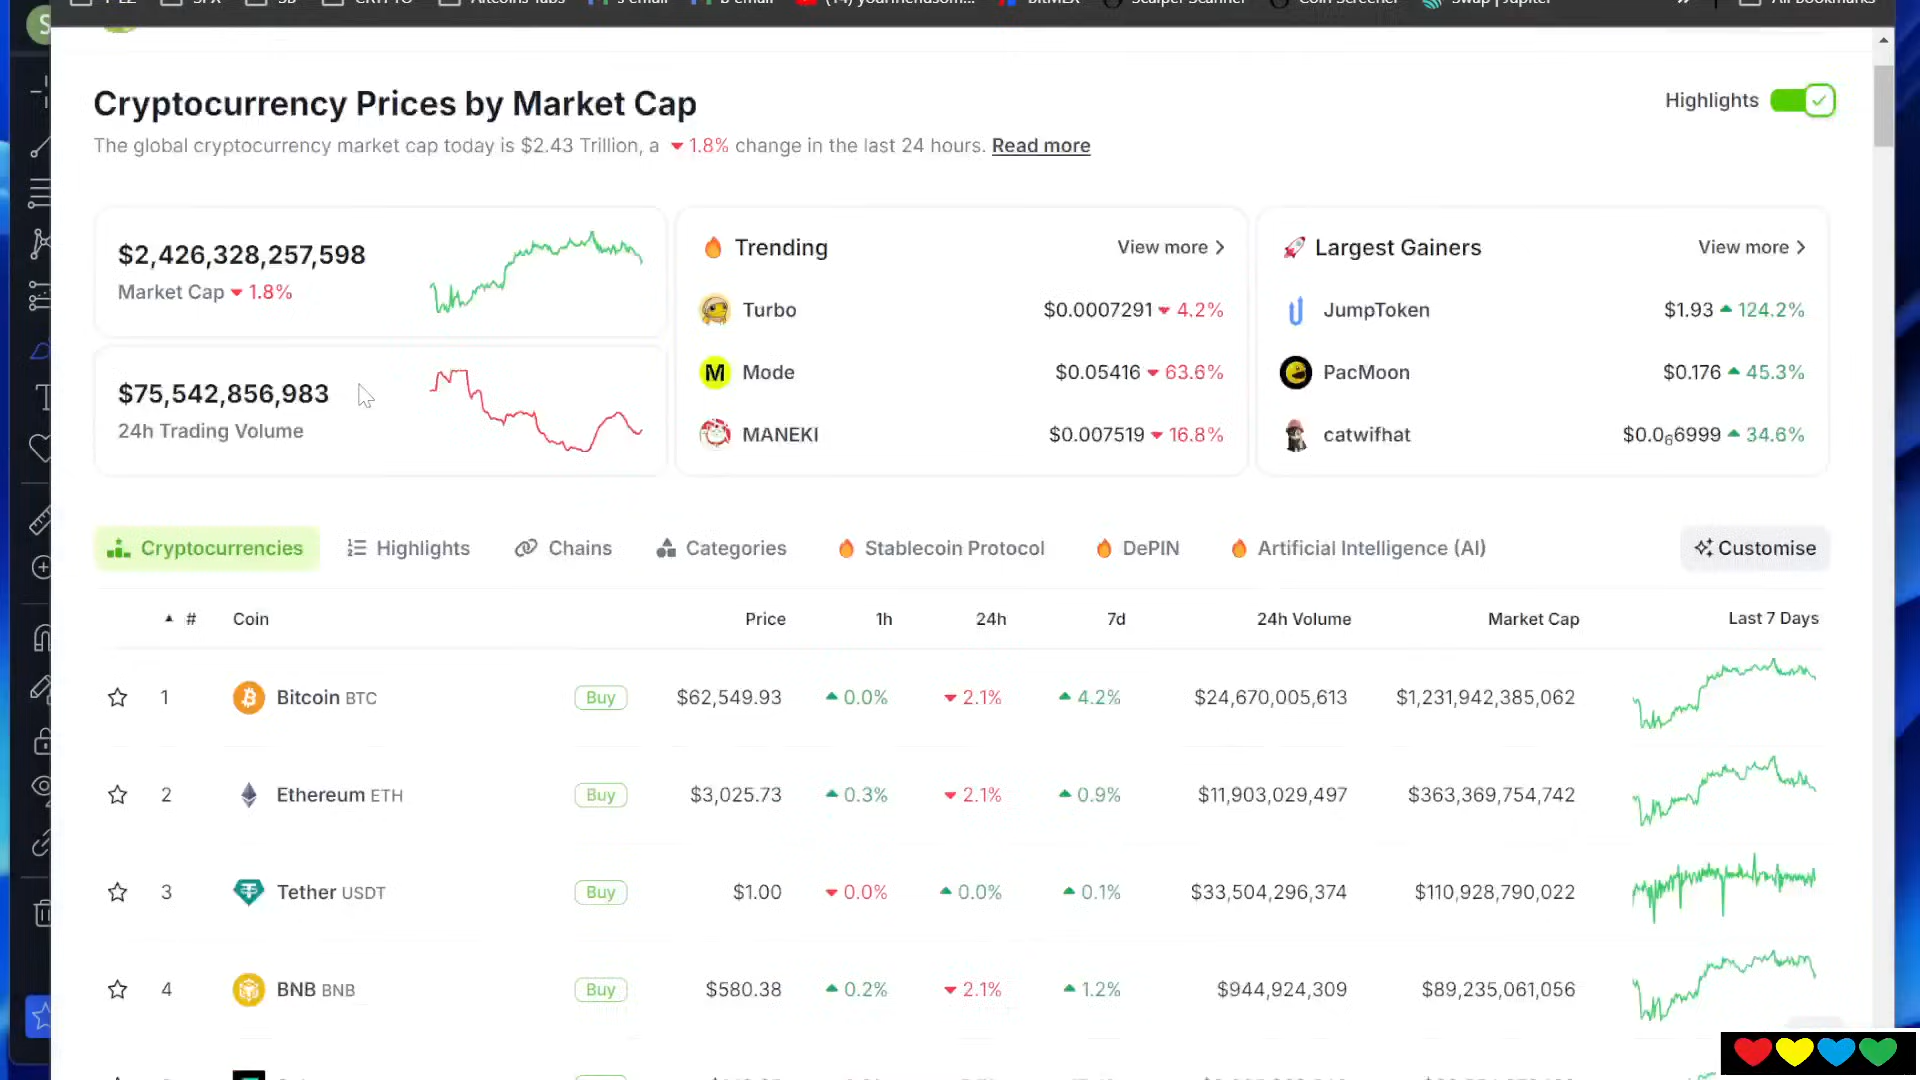 Cryptocurrency Prices by Market Cap
Highlights
The global cryptocurrency market cap today is $2.43 Trillion, a 1.8% change in the last 24 hours. Read more
$2,426,328,257,598
Market Cap 1.8%
$75,542,856,983
24h Trading Volume
Trending View more
Turbo $0.0007291 4.2%
Mode $0.05416 63.6%
MANEKI $0.007519 16.8%
Largest Gainers View more
JumpToken $1.93 124.2%
PacMoon $0.176 45.3%
catwifhat $0.0₆6999 34.6%
Cryptocurrencies Highlights Chains Categories Stablecoin Protocol DePIN Artificial Intelligence (AI) Customise
# Coin Price 1h 24h 7d 24h Volume Market Cap Last 7 Days
1 Bitcoin BTC Buy $62,549.93 0.0% 2.1% 4.2% $24,670,005,613 $1,231,942,385,062
2 Ethereum ETH Buy $3,025.73 0.3% 2.1% 0.9% $11,903,029,497 $363,369,754,742
3 Tether USDT Buy $1.00 0.0% 0.0% 0.1% $33,504,296,374 $110,928,790,022
4 BNB BNB Buy $580.38 0.2% 2.1% 1.2% $944,924,309 $89,235,061,056